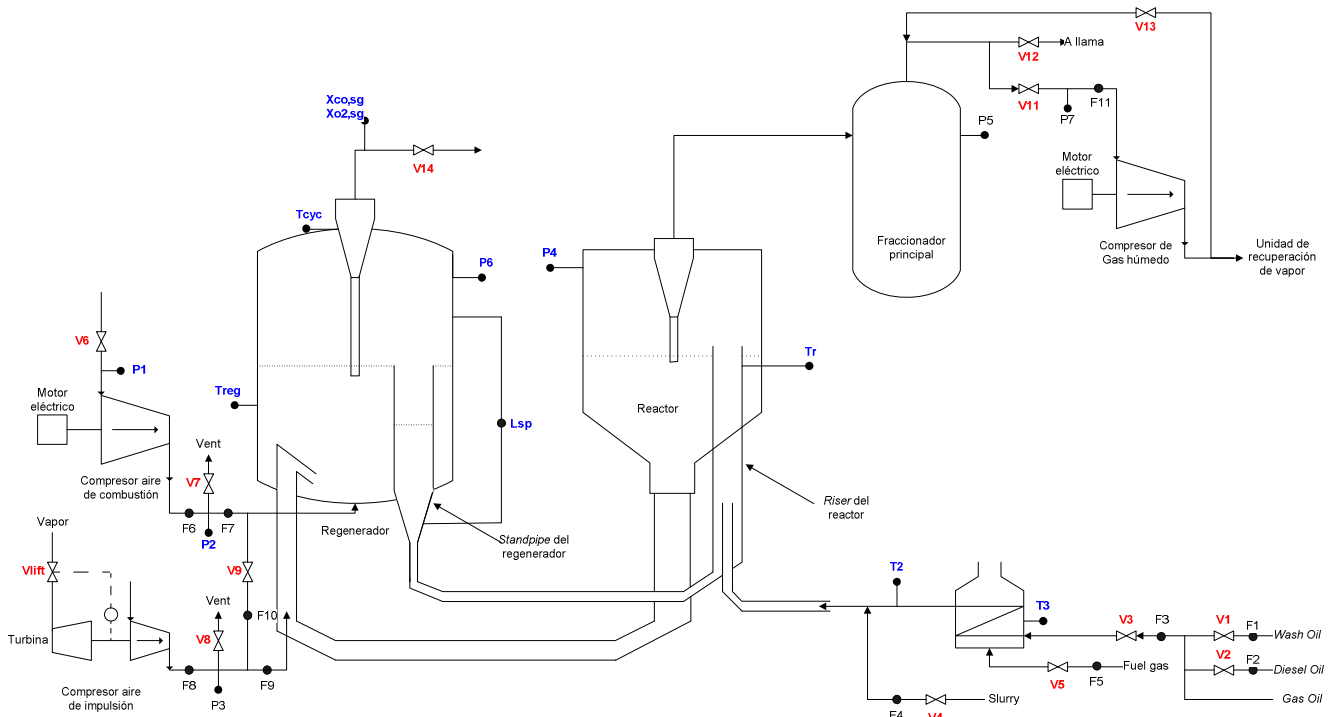 V13
V12
A llama
V11
P7
F11
P5
Xco,sg
Xo2,sg
V14
Motor
eléctrico
Tcyc
Fraccionador
principal
Compresor de
Gas húmedo
Unidad de
recuperación
de vapor
P4
P6
V6
P1
Tr
Treg
Motor
eléctrico
Reactor
Lsp
Vent
Compresor aire
de combustión
V7
Riser del
reactor
F6
F7
P2
Regenerador
Standpipe del
regenerador
Vapor
Vlift
V9
T2
Vent
F10
T3
V3
F3
V1
F1
Wash Oil
Turbina
V8
V2
F2
Diesel Oil
F8
F9
V5
F5
Fuel gas
Compresor aire
de impulsión
P3
Slurry
Gas Oil
F4
V4